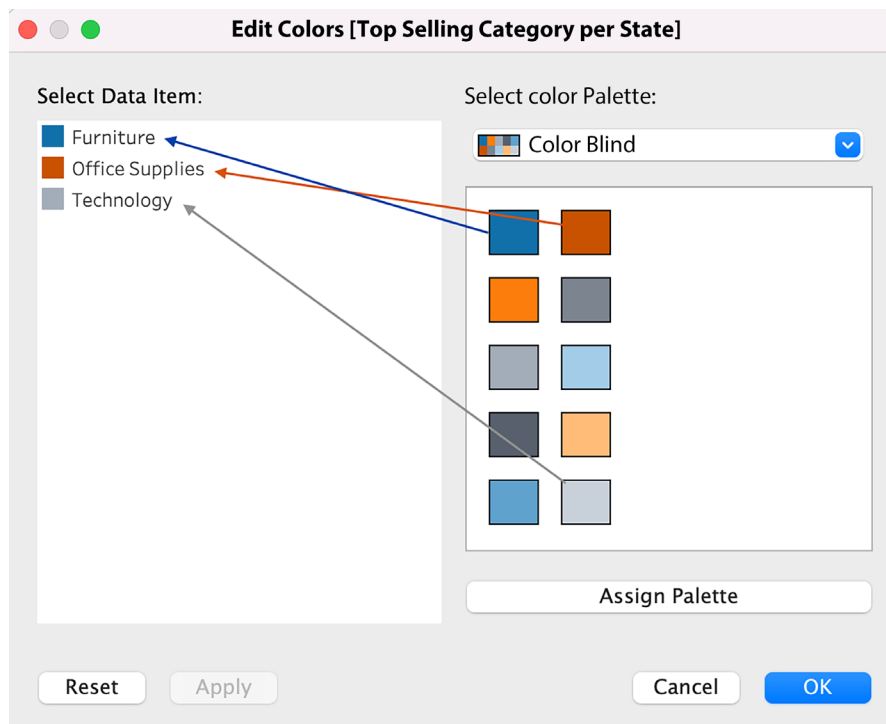 Edit Colors [Top Selling Category per State]
Select Data Item:
Furniture
Office Supplies
Technology
Select color Palette:
Color Blind
Assign Palette
Reset
Apply
Cancel
OK